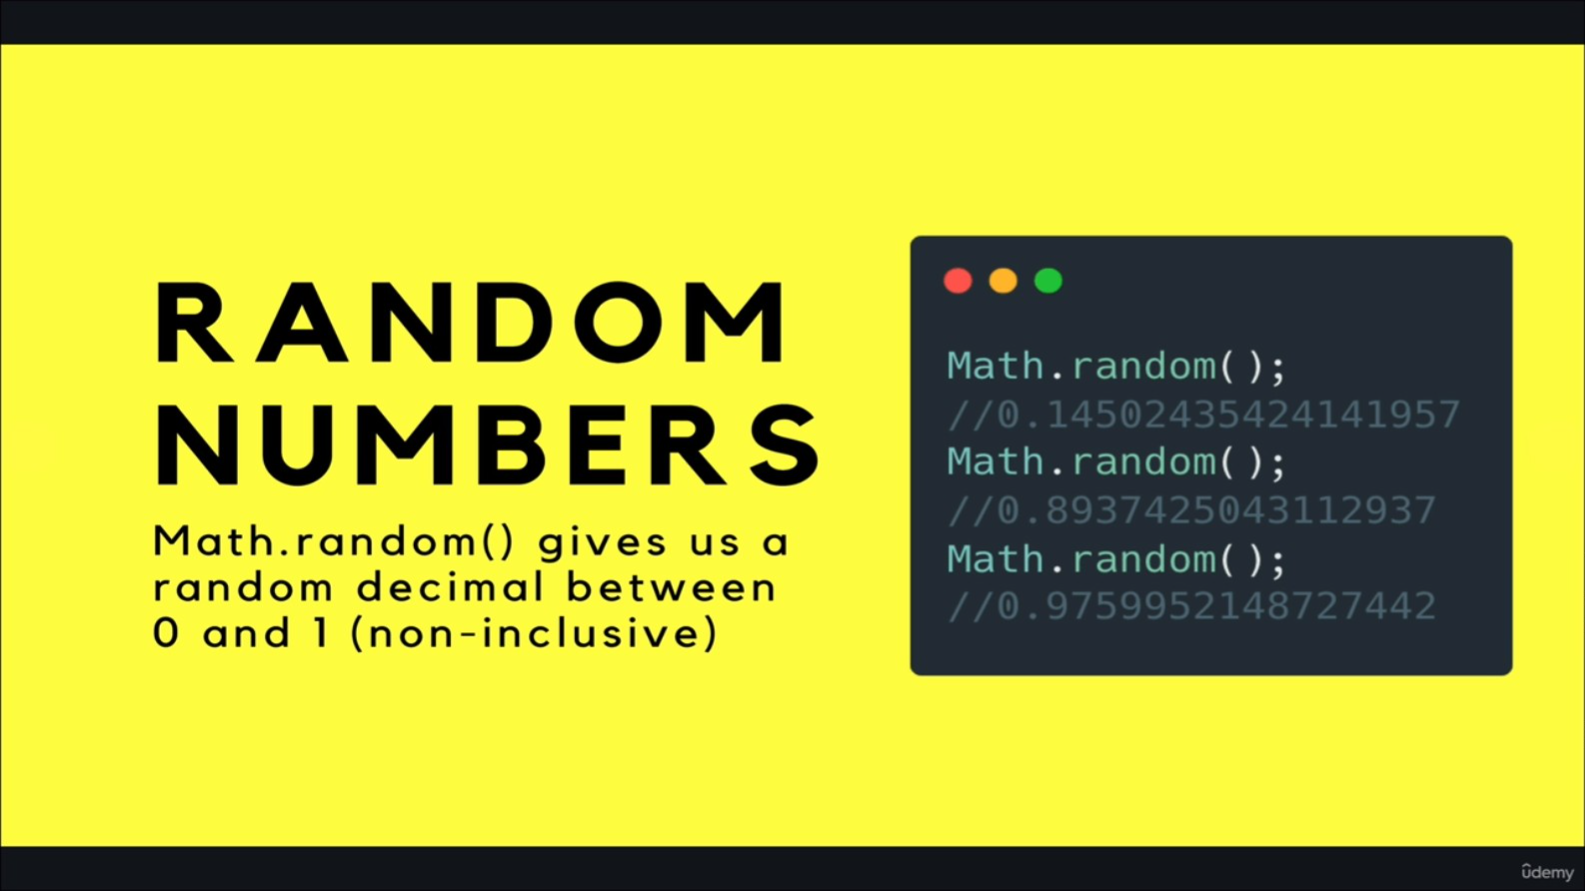 RANDOM
NUMBERS
Math.random() gives us a
random decimal between
0 and 1 (non-inclusive)
Math.random();
//0.14502435424141957
Math.random();
//0.8937425043112937
Math.random();
//0.9759952148727442
ûdemy